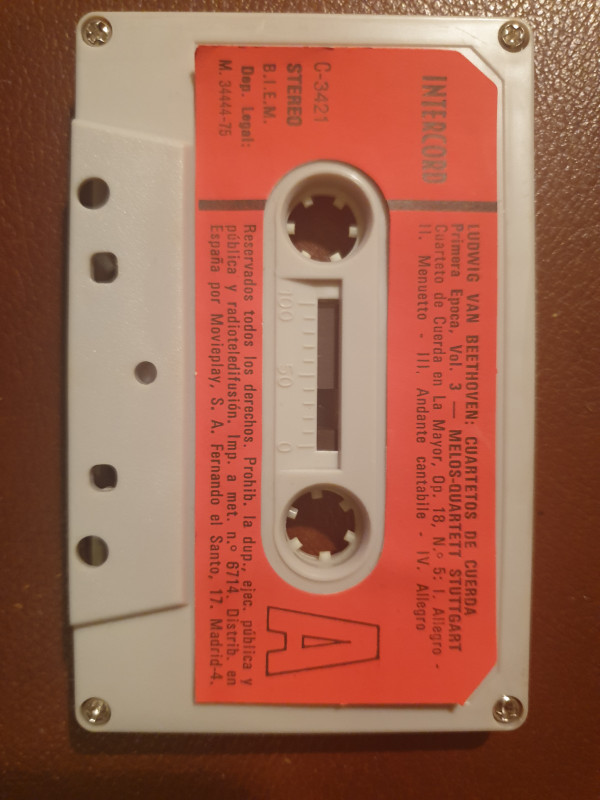 INTERCORD
C-3421
STEREO
B.I.E.M.
Dep. Legal:
M. 34444-75
LUDWIG VAN BEETHOVEN: CUARTETOS DE CUERDA
Primera Epoca, Vol. 3 — MELOS-QUARTETT STUTTGART
Cuarteto de Cuerda en La Mayor, Op. 18, N.º 5: I. Allegro -
II. Menuetto - III. Andante cantabile - IV. Allegro
100 50 0
A
Reservados todos los derechos. Prohib. la dup., ejec. pública y
pública y radioteledifusión. Imp. a met. n.º 6714. Distrib. en
España por Movieplay, S. A. Fernando el Santo, 17. Madrid-4.